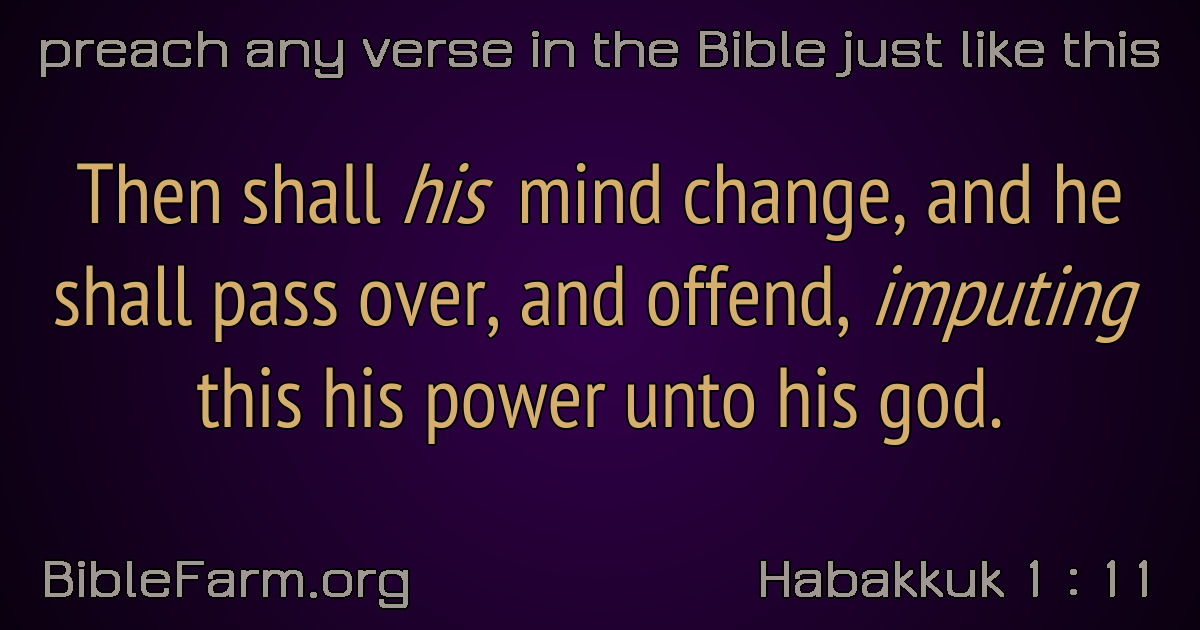 preach any verse in the Bible just like this
Then shall his mind change, and he
shall pass over, and offend, imputing
this his power unto his god.
BibleFarm.org
Habakkuk 1 : 11